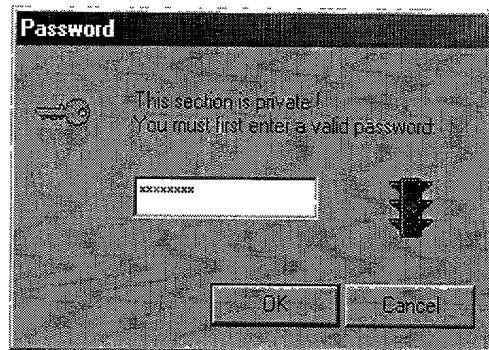 Password
This section is private!
You must first enter a valid password:
xxxxxxxx
OK
Cancel